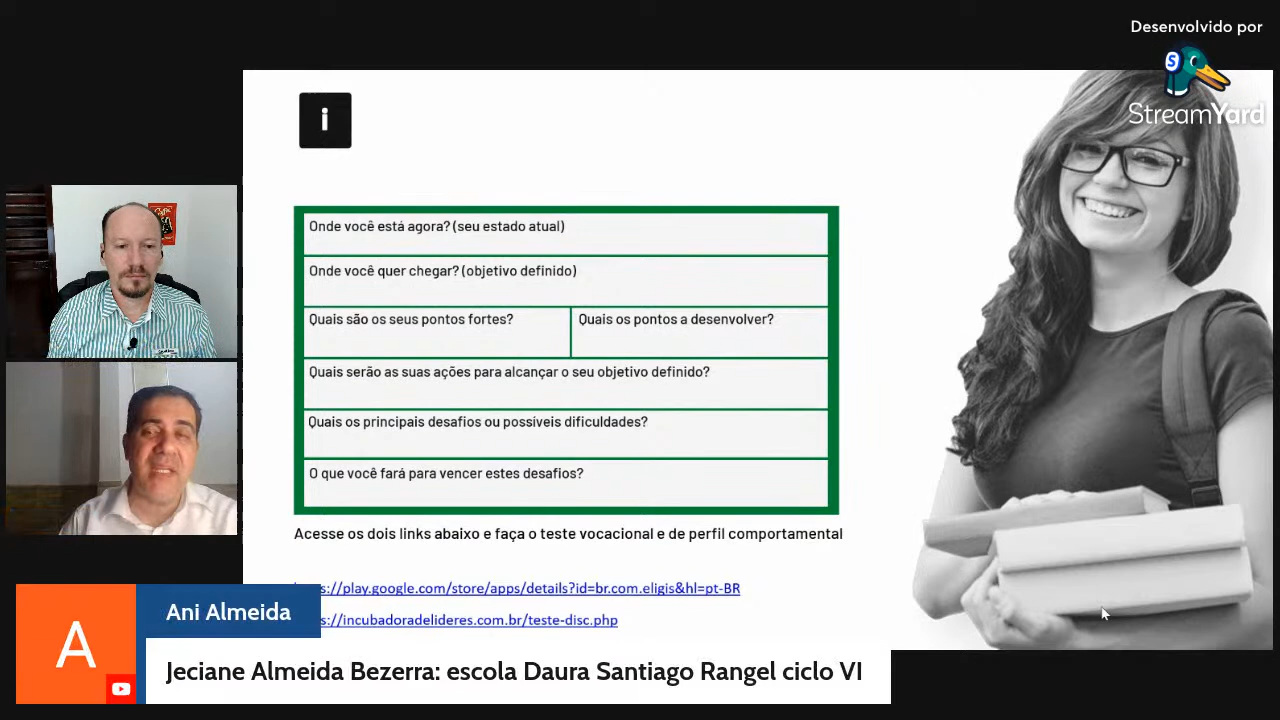 Desenvolvido por
S
StreamYard
i
Onde você está agora? (seu estado atual)
Onde você quer chegar? (objetivo definido)
Quais são os seus pontos fortes?
Quais os pontos a desenvolver?
Quais serão as suas ações para alcançar o seu objetivo definido?
Quais os principais desafios ou possíveis dificuldades?
O que você fará para vencer estes desafios?
Acesse os dois links abaixo e faça o teste vocacional e de perfil comportamental
s://play.google.com/store/apps/details?id=br.com.eligis&hl=pt-BR
s://incubadoradelideres.com.br/teste-disc.php
A
Ani Almeida
Jeciane Almeida Bezerra: escola Daura Santiago Rangel ciclo VI